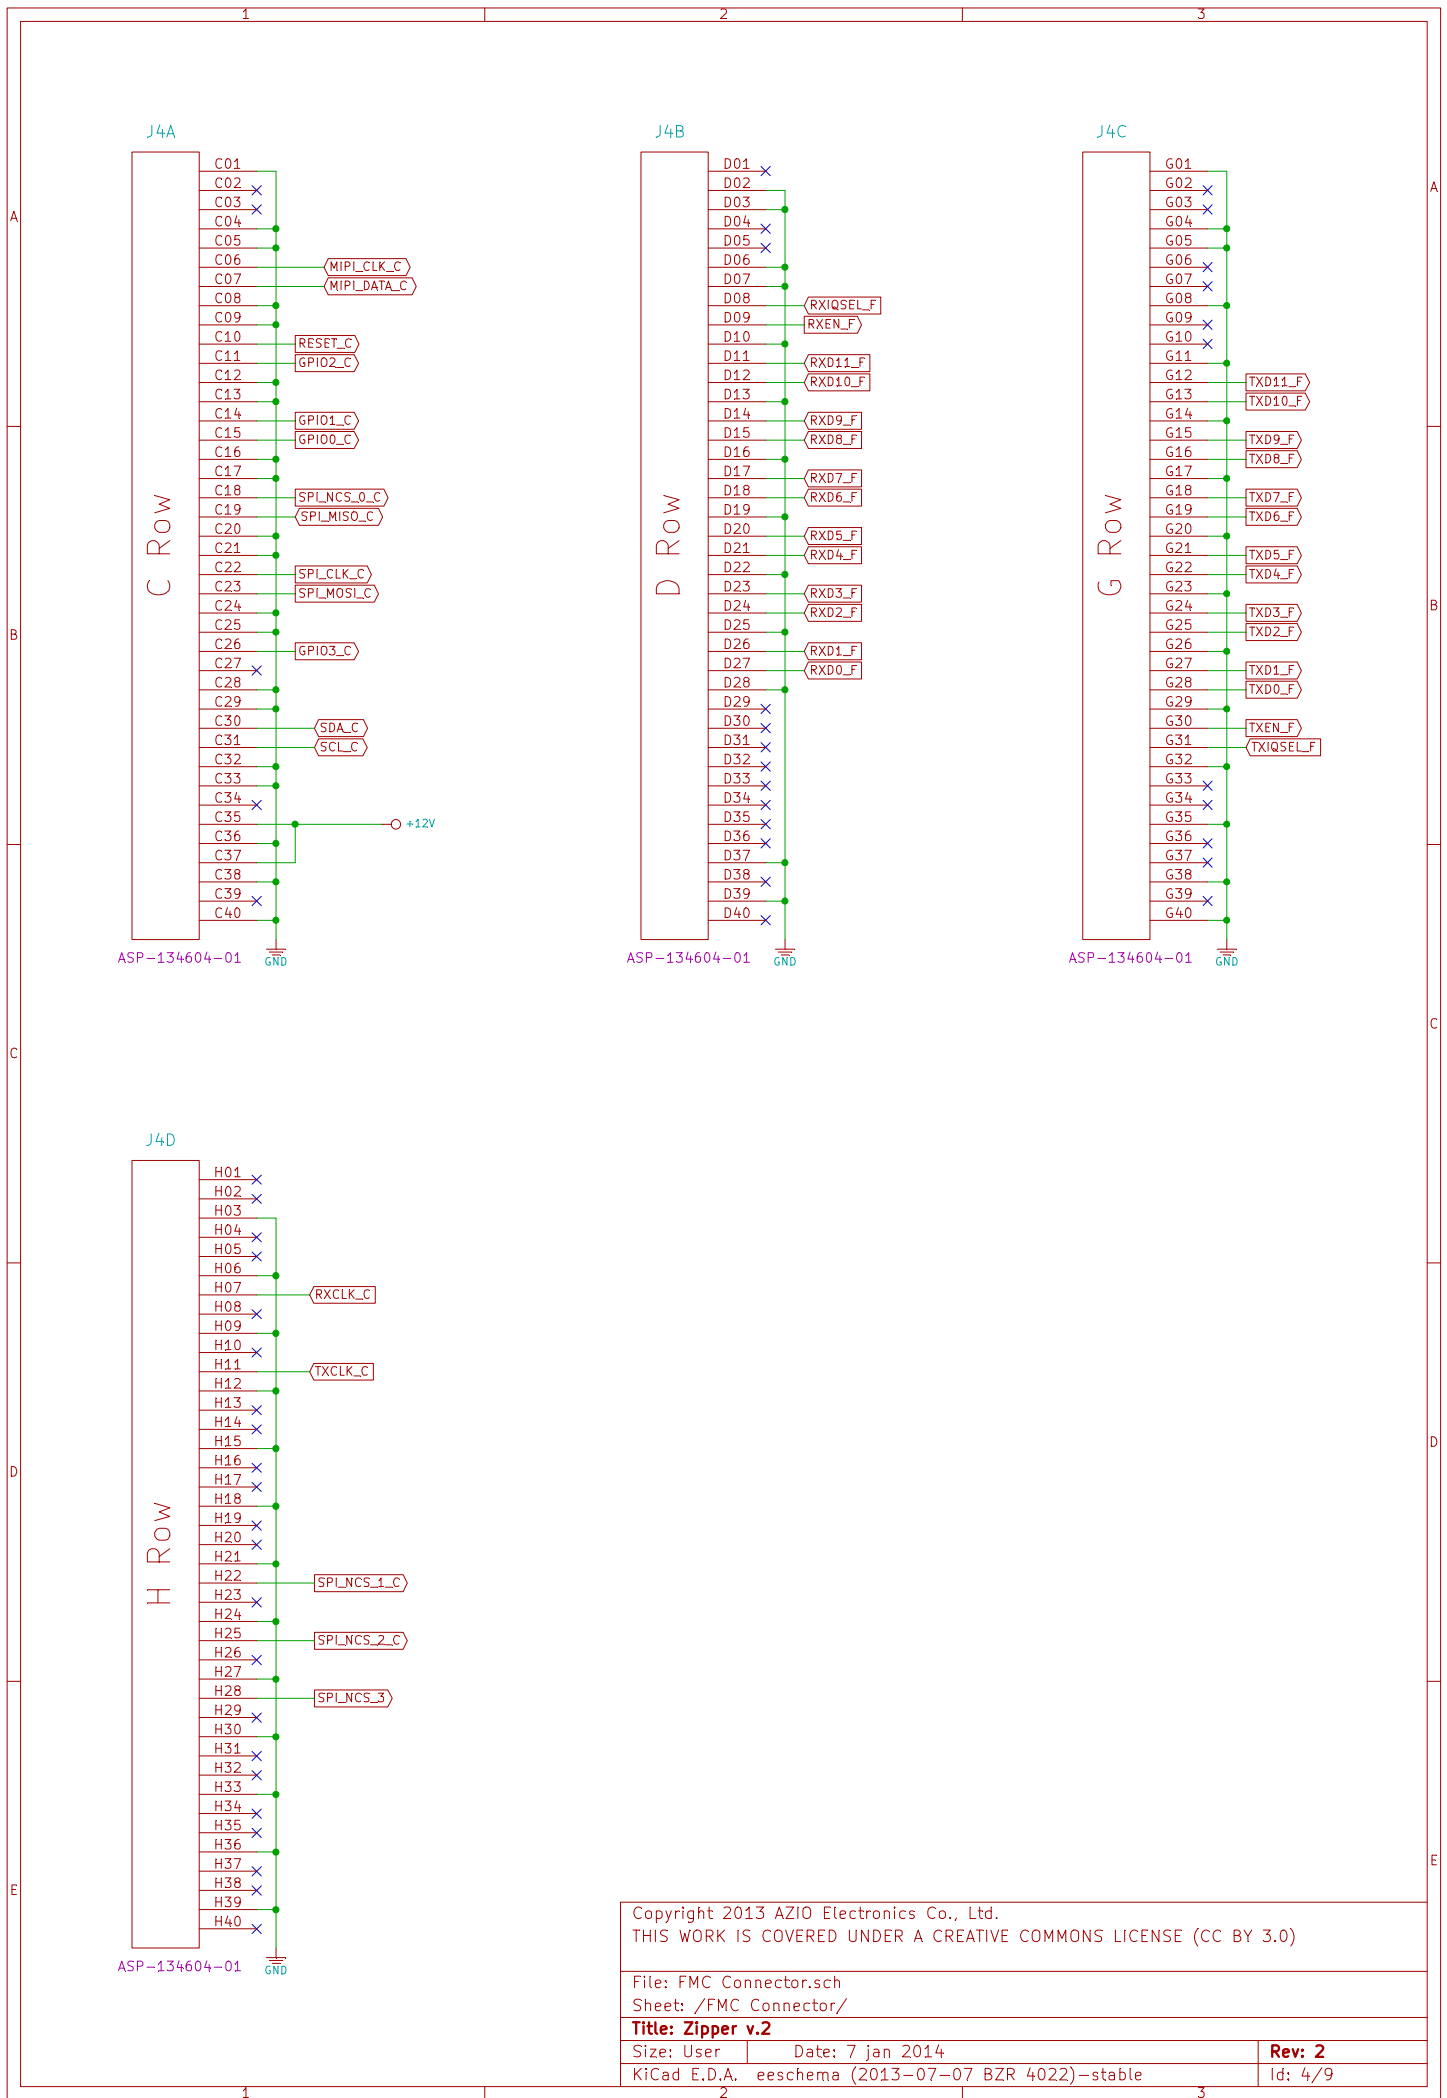 1 2 3
J4A
C01
C02
C03
C04
C05
C06 MIPI_CLK_C
C07 MIPI_DATA_C
C08
C09
C10 RESET_C
C11 GPIO2_C
C12
C13
C14 GPIO1_C
C15 GPIO0_C
C16
C17
C18 SPI_NCS_0_C
C19 SPI_MISO_C
C20
C21
C22 SPI_CLK_C
C23 SPI_MOSI_C
C24
C25
C26 GPIO3_C
C27
C28
C29
C30 SDA_C
C31 SCL_C
C32
C33
C34
C35 +12V
C36
C37
C38
C39
C40
C Row
ASP-134604-01
GND
J4B
D01
D02
D03
D04
D05
D06
D07
D08 RXIQSEL_F
D09 RXEN_F
D10
D11 RXD11_F
D12 RXD10_F
D13
D14 RXD9_F
D15 RXD8_F
D16
D17 RXD7_F
D18 RXD6_F
D19
D20 RXD5_F
D21 RXD4_F
D22
D23 RXD3_F
D24 RXD2_F
D25
D26 RXD1_F
D27 RXD0_F
D28
D29
D30
D31
D32
D33
D34
D35
D36
D37
D38
D39
D40
D Row
ASP-134604-01
GND
J4C
G01
G02
G03
G04
G05
G06
G07
G08
G09
G10
G11
G12 TXD11_F
G13 TXD10_F
G14
G15 TXD9_F
G16 TXD8_F
G17
G18 TXD7_F
G19 TXD6_F
G20
G21 TXD5_F
G22 TXD4_F
G23
G24 TXD3_F
G25 TXD2_F
G26
G27 TXD1_F
G28 TXD0_F
G29
G30 TXEN_F
G31 TXIQSEL_F
G32
G33
G34
G35
G36
G37
G38
G39
G40
G Row
ASP-134604-01
GND
J4D
H01
H02
H03
H04
H05
H06
H07 RXCLK_C
H08
H09
H10
H11 TXCLK_C
H12
H13
H14
H15
H16
H17
H18
H19
H20
H21
H22 SPI_NCS_1_C
H23
H24
H25 SPI_NCS_2_C
H26
H27
H28 SPI_NCS_3
H29
H30
H31
H32
H33
H34
H35
H36
H37
H38
H39
H40
H Row
ASP-134604-01
GND
A A
B B
C C
D D
E E
Copyright 2013 AZIO Electronics Co., Ltd.
THIS WORK IS COVERED UNDER A CREATIVE COMMONS LICENSE (CC BY 3.0)
File: FMC Connector.sch
Sheet: /FMC Connector/
Title: Zipper v.2
Size: User Date: 7 jan 2014 Rev: 2
KiCad E.D.A. eeschema (2013-07-07 BZR 4022)-stable Id: 4/9
1 2 3